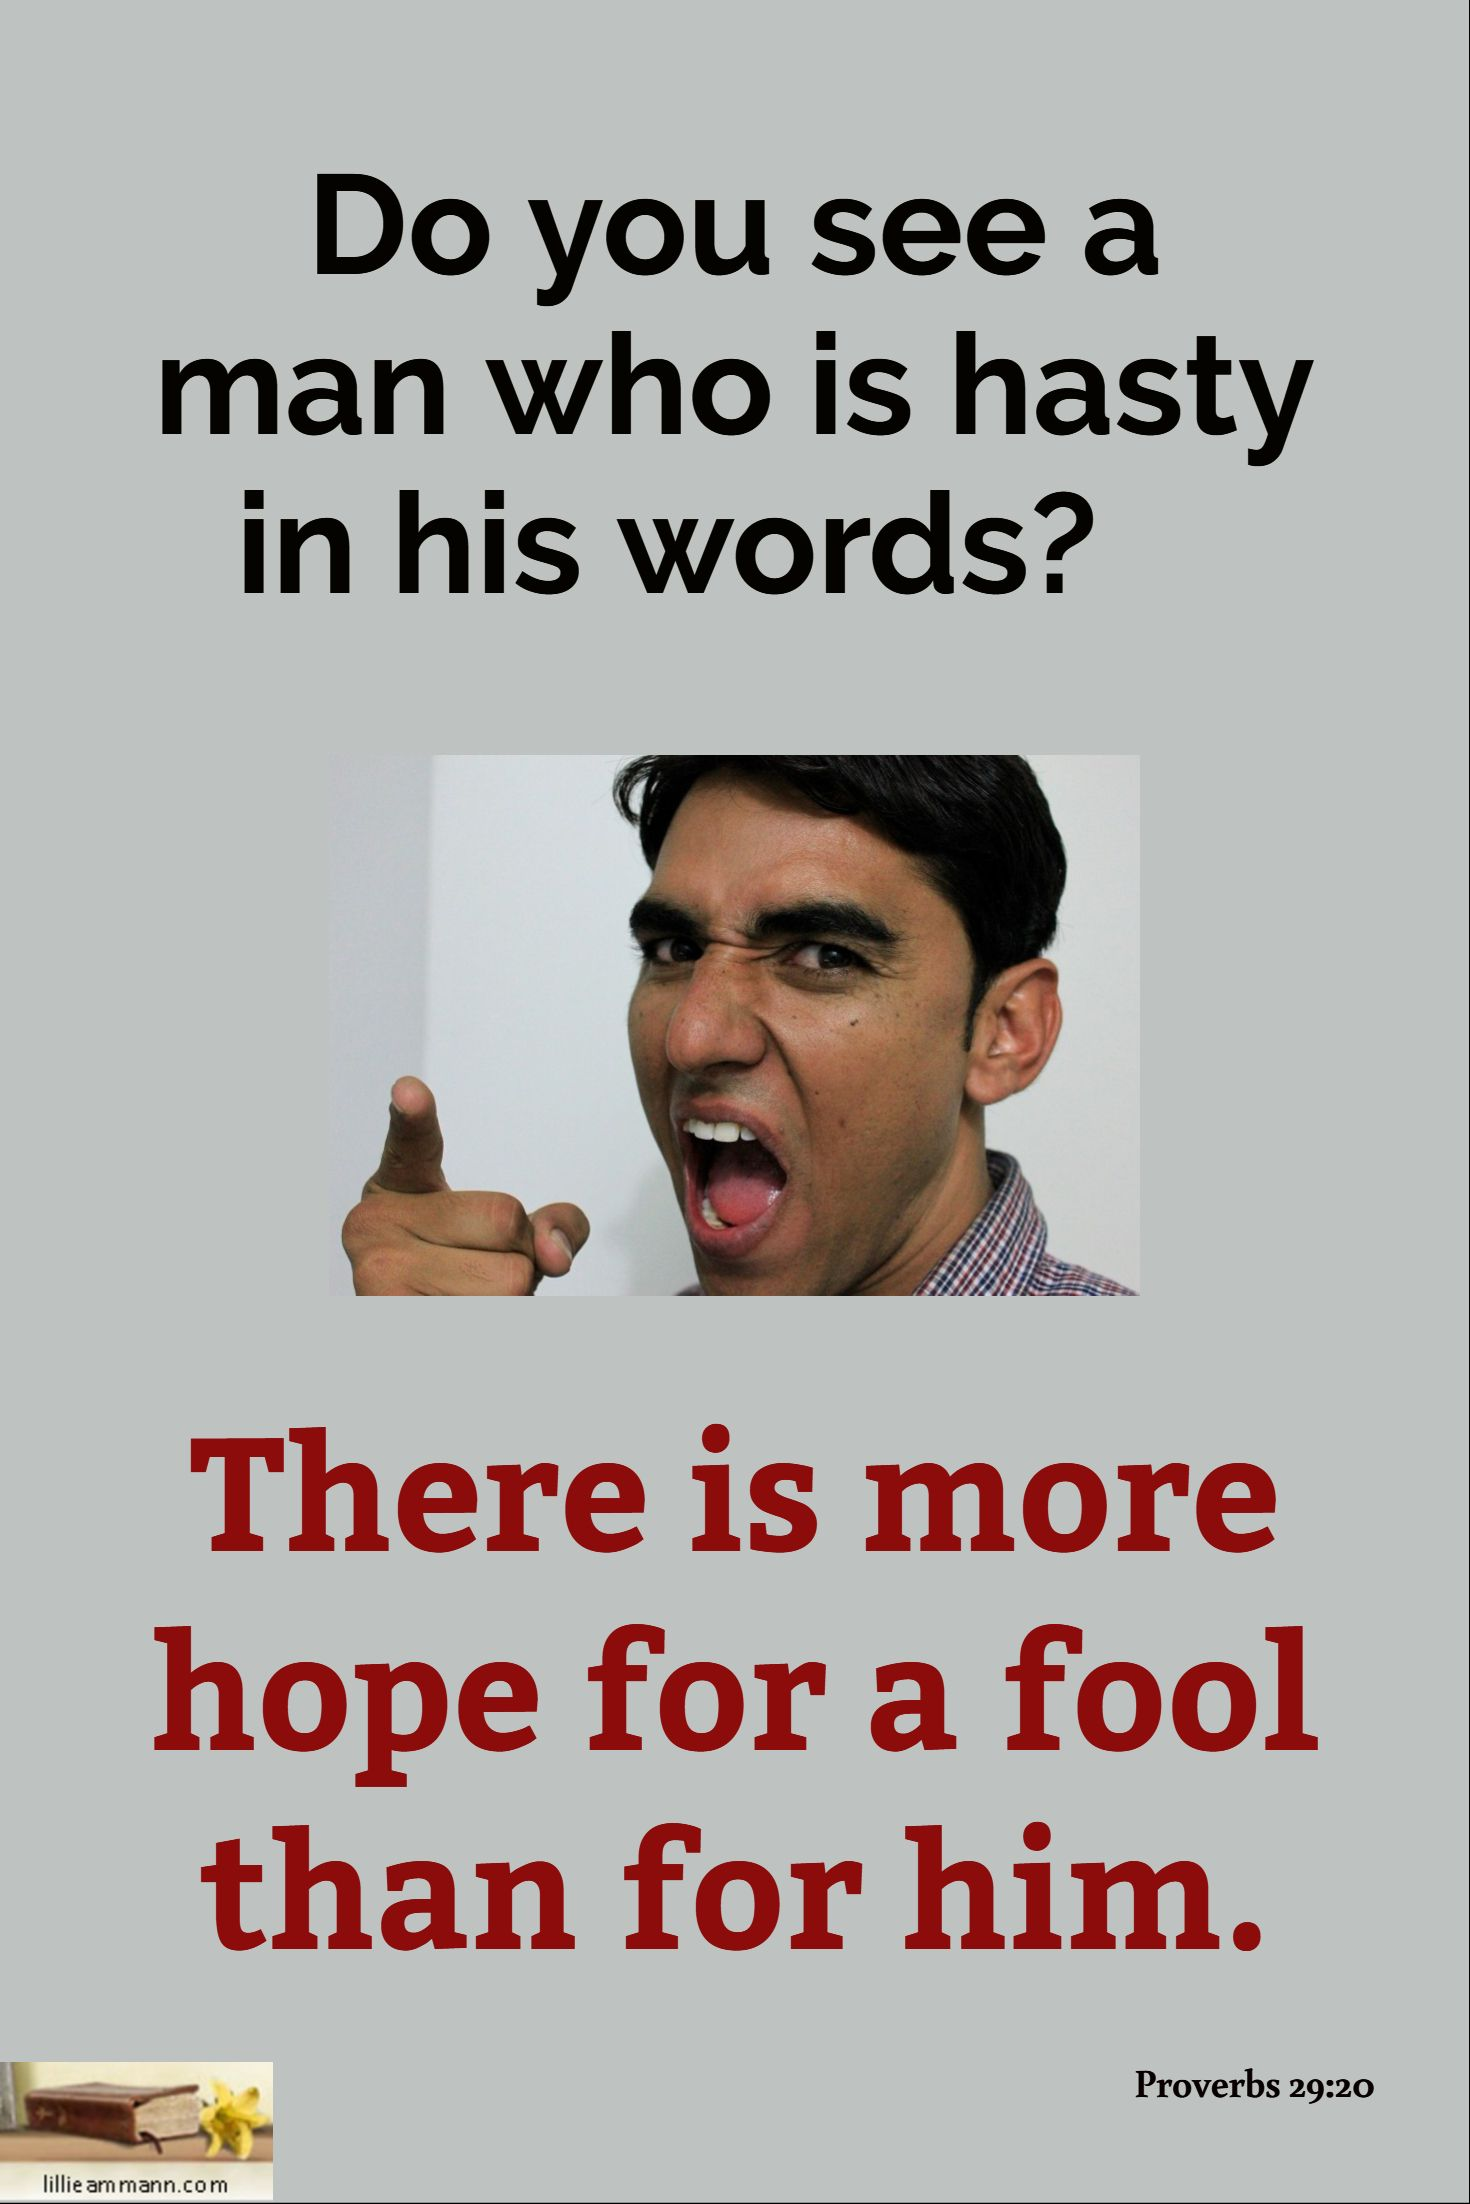 Do you see a
man who is hasty
in his words?
There is more
hope for a fool
than for him.
Proverbs 29:20
lillieammann.com